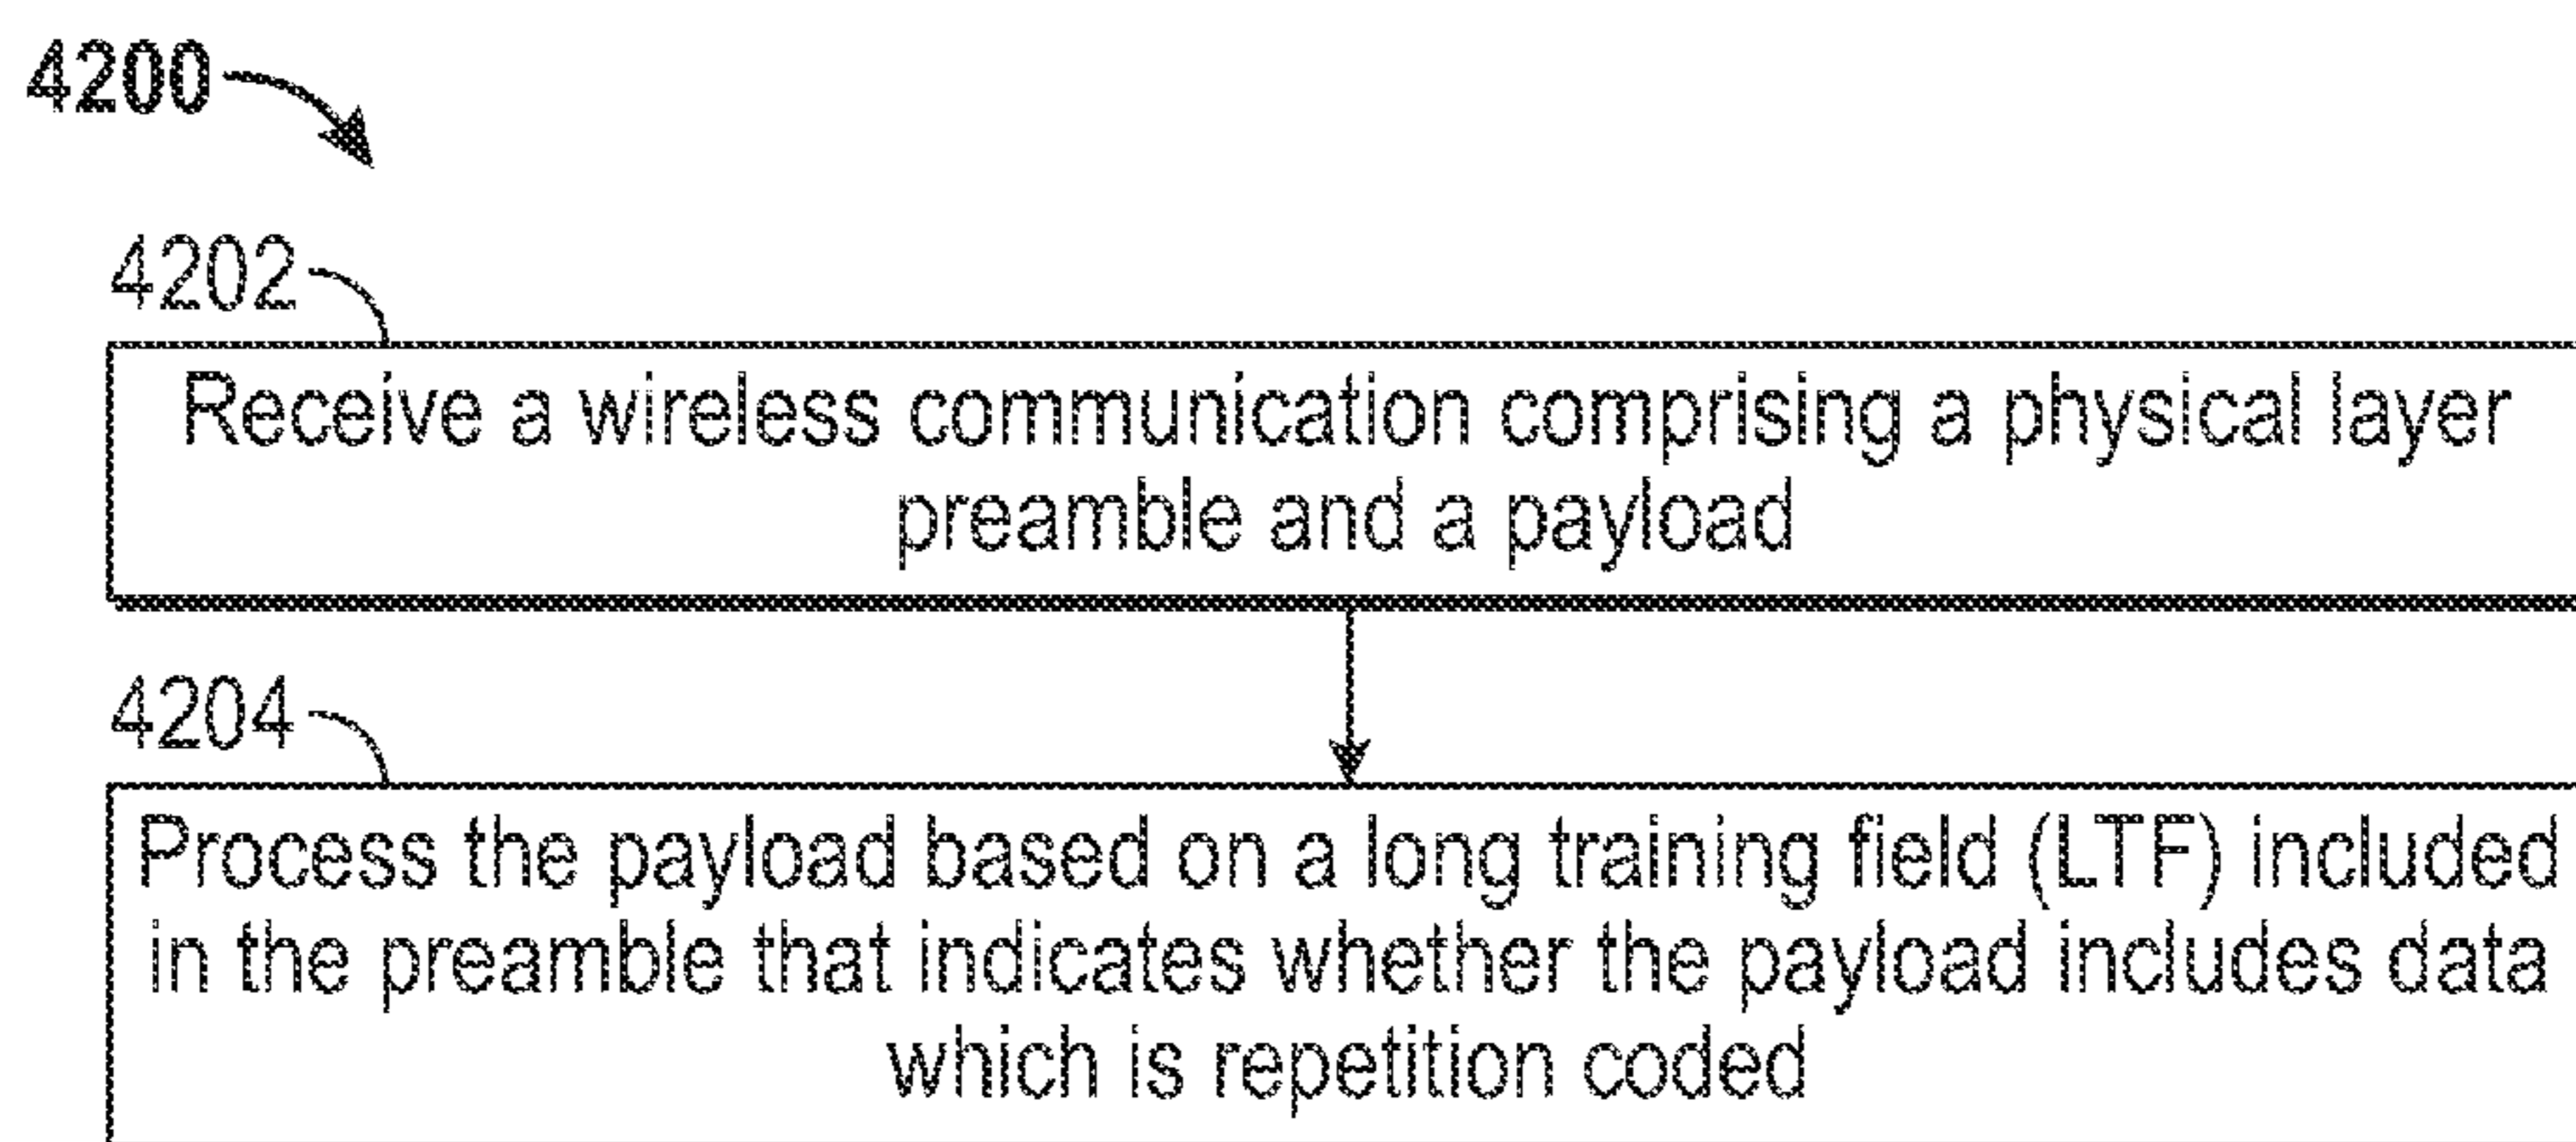 4200
4202
Receive a wireless communication comprising a physical layer
preamble and a payload
4204
Process the payload based on a long training field (LTF) included
in the preamble that indicates whether the payload includes data
which is repetition coded